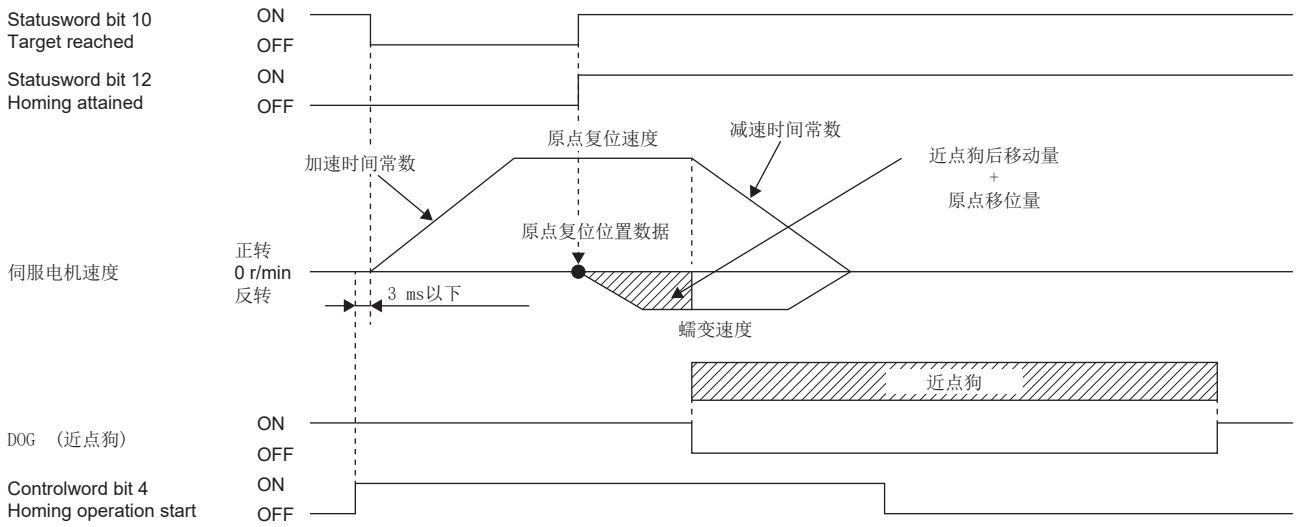 Statusword bit 10
Target reached
ON
OFF
Statusword bit 12
Homing attained
ON
OFF
原点复位速度
减速时间常数
加速时间常数
近点狗后移动量
+
原点移位量
原点复位位置数据
伺服电机速度
正转
0 r/min
反转
3 ms以下
蠕变速度
近点狗
DOG (近点狗)
ON
OFF
Controlword bit 4
Homing operation start
ON
OFF